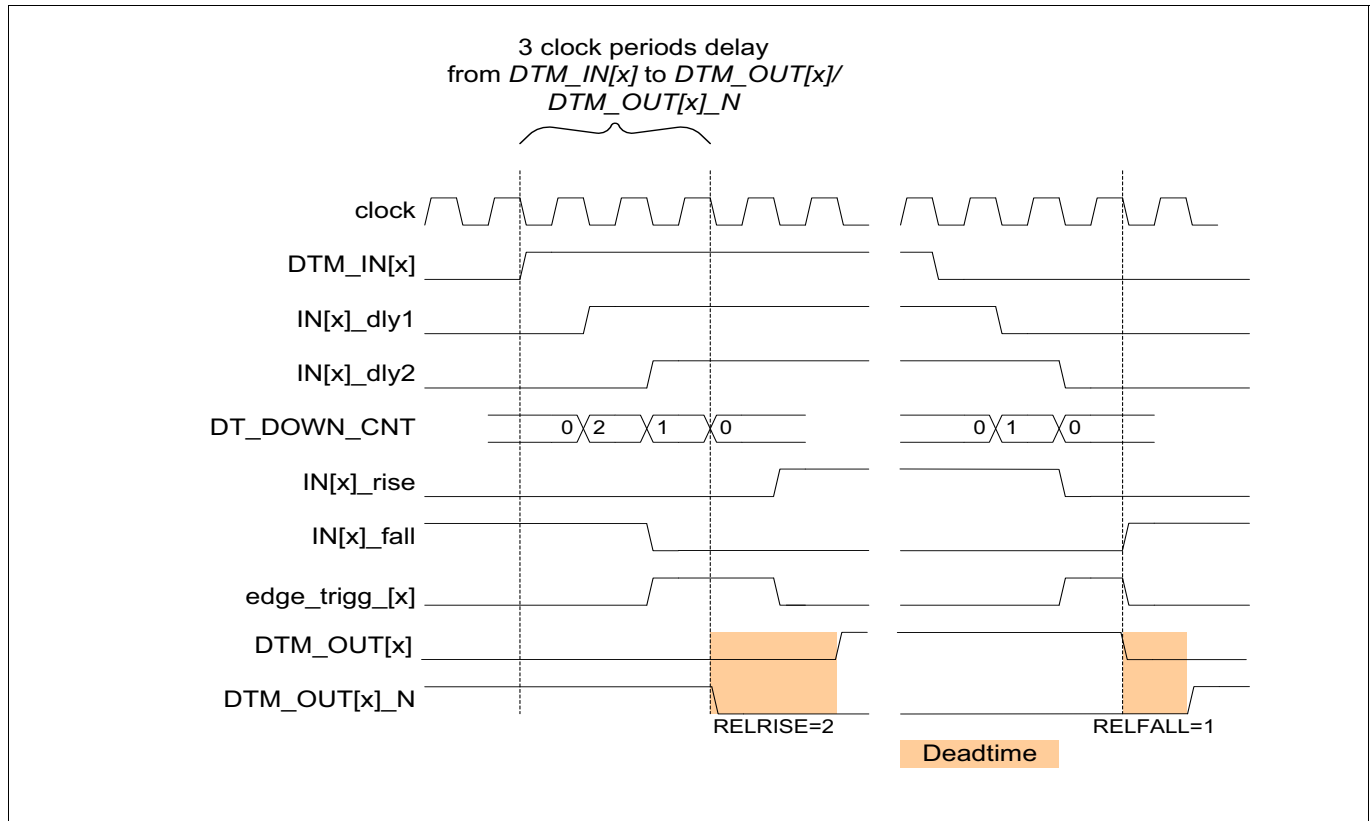 3 clock periods delay
from DTM_IN[x] to DTM_OUT[x]/
DTM_OUT[x]_N
clock
DTM_IN[x]
IN[x]_dly1
IN[x]_dly2
DT_DOWN_CNT 0 2 1 0 0 1 0
IN[x]_rise
IN[x]_fall
edge_trigg_[x]
DTM_OUT[x]
DTM_OUT[x]_N
RELRISE=2 RELFALL=1
Deadtime